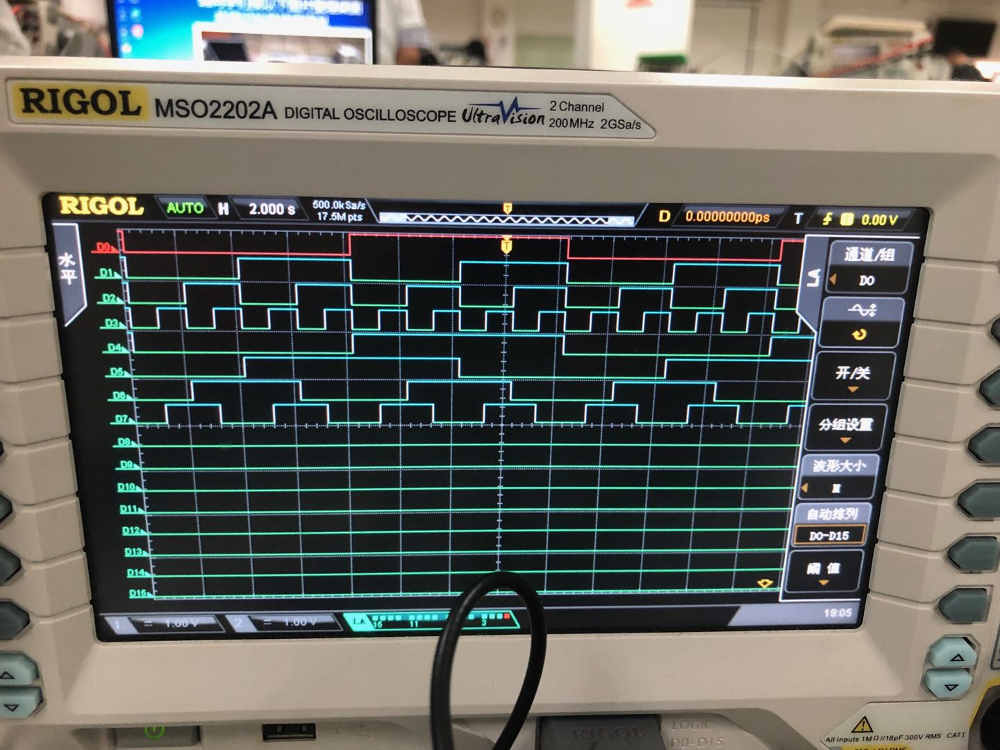 RIGOL MSO2202A DIGITAL OSCILLOSCOPE UltraVision 2 Channel
200MHz 2GSa/s
RIGOL AUTO H 2.000 s 500.0kSa/s
17.5M pts
D 0.00000000ps T 0.00 V
水平
D0
D1
D2
D3
D4
D5
D6
D7
D8
D9
D10
D11
D12
D13
D14
D15
LA
通道/组
D0
开/关
分组设置
波形大小
M
自动排列
D0-D15
阈 值
1 1.00 V 2 1.00 V LA 15 11 3
19:05
RIGOL
LOGIC
D0-D15
All inputs 1MΩ//16pF 300V RMS CAT I